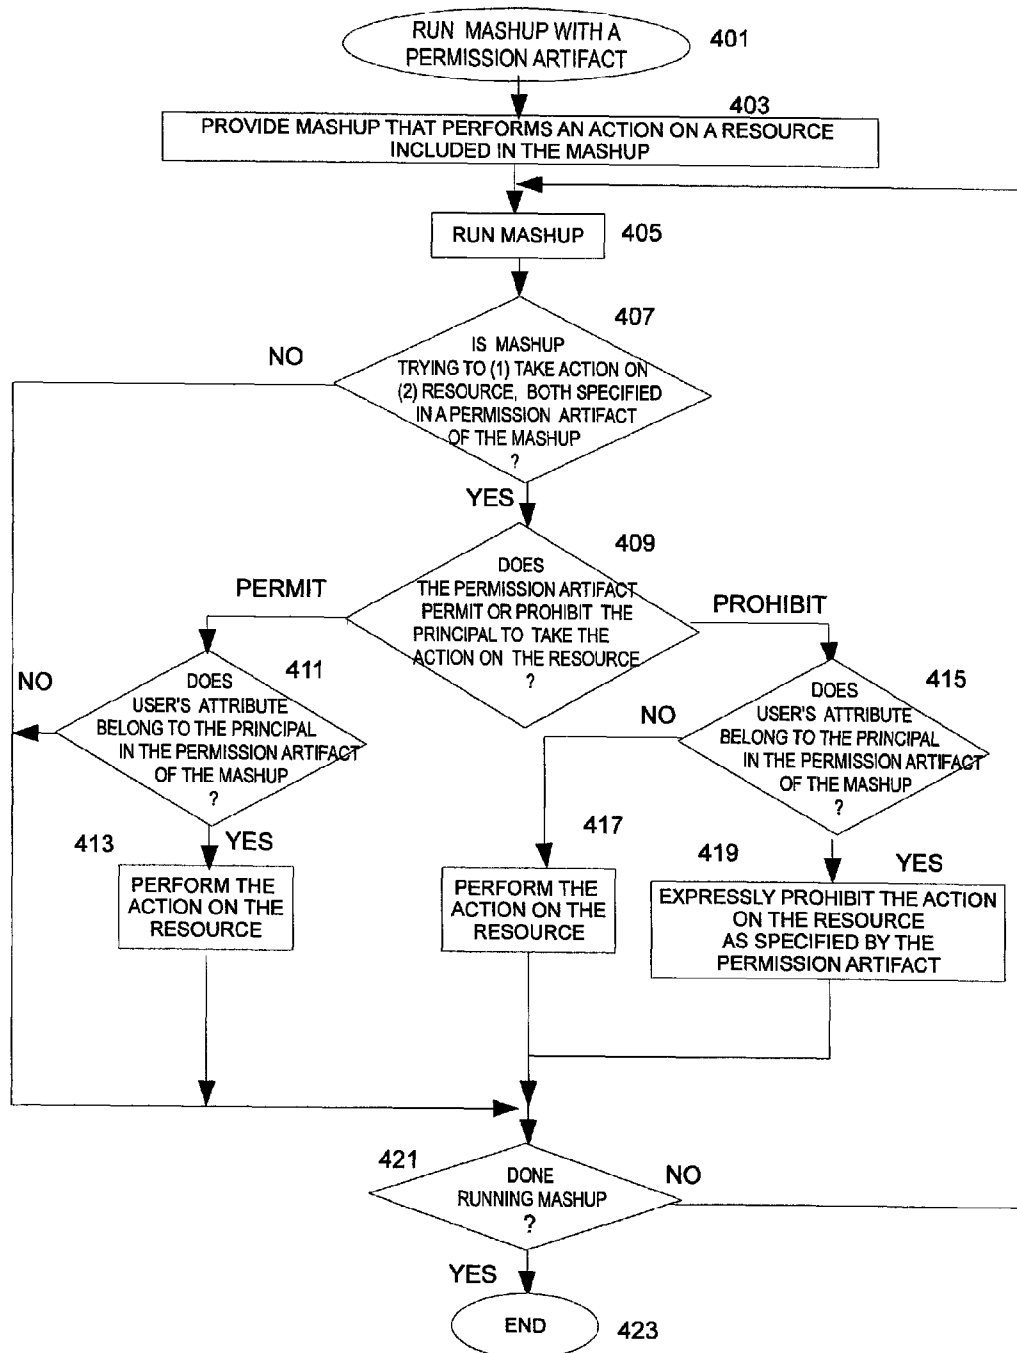 RUN MASHUP WITH A
PERMISSION ARTIFACT
401
403
PROVIDE MASHUP THAT PERFORMS AN ACTION ON A RESOURCE
INCLUDED IN THE MASHUP
RUN MASHUP
405
407
NO
IS MASHUP
TRYING TO (1) TAKE ACTION ON
(2) RESOURCE, BOTH SPECIFIED
IN A PERMISSION ARTIFACT
OF THE MASHUP
?
YES
409
DOES
THE PERMISSION ARTIFACT
PERMIT OR PROHIBIT THE
PRINCIPAL TO TAKE THE
ACTION ON THE RESOURCE
?
PERMIT
PROHIBIT
NO
411
DOES
USER'S ATTRIBUTE
BELONG TO THE PRINCIPAL
IN THE PERMISSION ARTIFACT
OF THE MASHUP
?
415
NO
DOES
USER'S ATTRIBUTE
BELONG TO THE PRINCIPAL
IN THE PERMISSION ARTIFACT
OF THE MASHUP
?
413
YES
PERFORM THE
ACTION ON THE
RESOURCE
417
PERFORM THE
ACTION ON THE
RESOURCE
419
YES
EXPRESSLY PROHIBIT THE ACTION
ON THE RESOURCE
AS SPECIFIED BY THE
PERMISSION ARTIFACT
421
DONE
RUNNING MASHUP
?
NO
YES
END
423